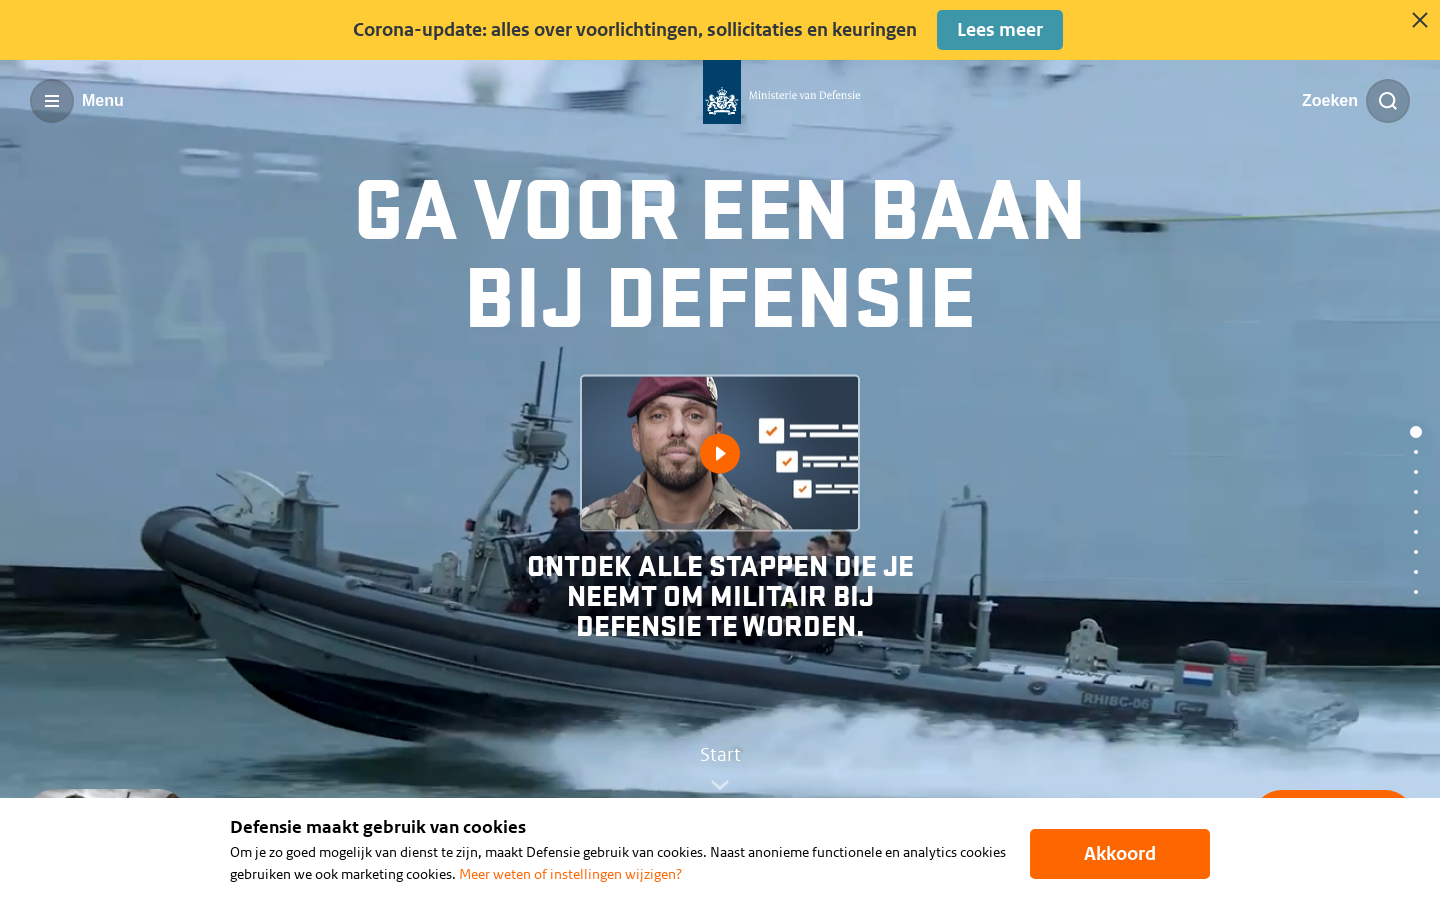 Corona-update: alles over voorlichtingen, sollicitaties en keuringen
Lees meer
Menu
Ministerie van Defensie
Zoeken
GA VOOR EEN BAAN
BIJ DEFENSIE
840
ONTDEK ALLE STAPPEN DIE JE
NEEMT OM MILITAIR BIJ
DEFENSIE TE WORDEN.
RHIBC-06
Start
Defensie maakt gebruik van cookies
Om je zo goed mogelijk van dienst te zijn, maakt Defensie gebruik van cookies. Naast anonieme functionele en analytics cookies
gebruiken we ook marketing cookies. Meer weten of instellingen wijzigen?
Akkoord